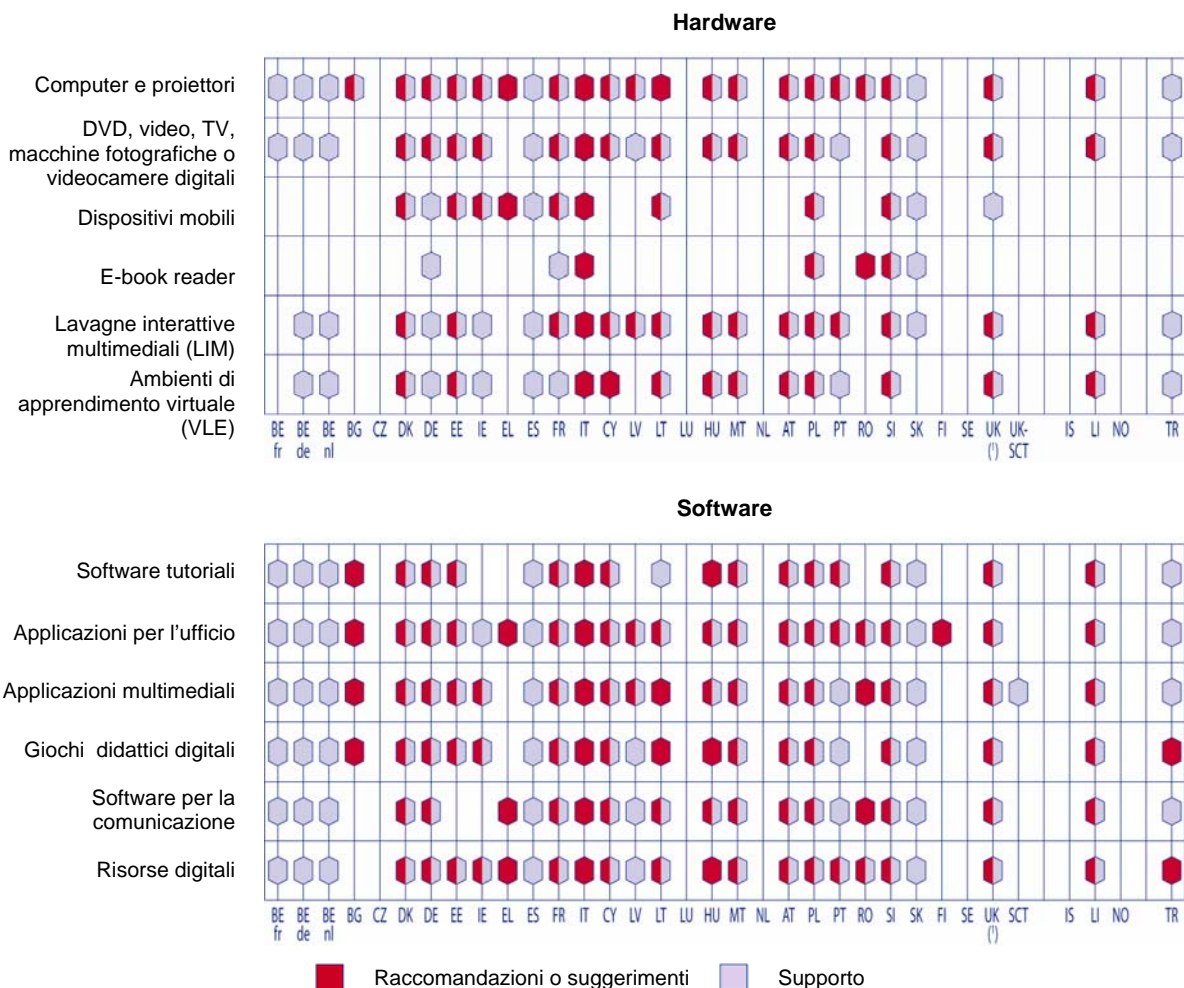 Hardware
Computer e proiettori
DVD, video, TV,
macchine fotografiche o
videocamere digitali
Dispositivi mobili
E-book reader
Lavagne interattive
multimediali (LIM)
Ambienti di
apprendimento virtuale
(VLE)
BE BE BE BG CZ DK DE EE IE EL ES FR IT CY LV LT LU HU MT NL AT PL PT RO SI SK FI SE UK UK- IS LI NO TR
fr de nl (¹) SCT
Software
Software tutoriali
Applicazioni per l'ufficio
Applicazioni multimediali
Giochi didattici digitali
Software per la
comunicazione
Risorse digitali
BE BE BE BG CZ DK DE EE IE EL ES FR IT CY LV LT LU HU MT NL AT PL PT RO SI SK FI SE UK SCT IS LI NO TR
fr de nl (¹)
Raccomandazioni o suggerimenti Supporto